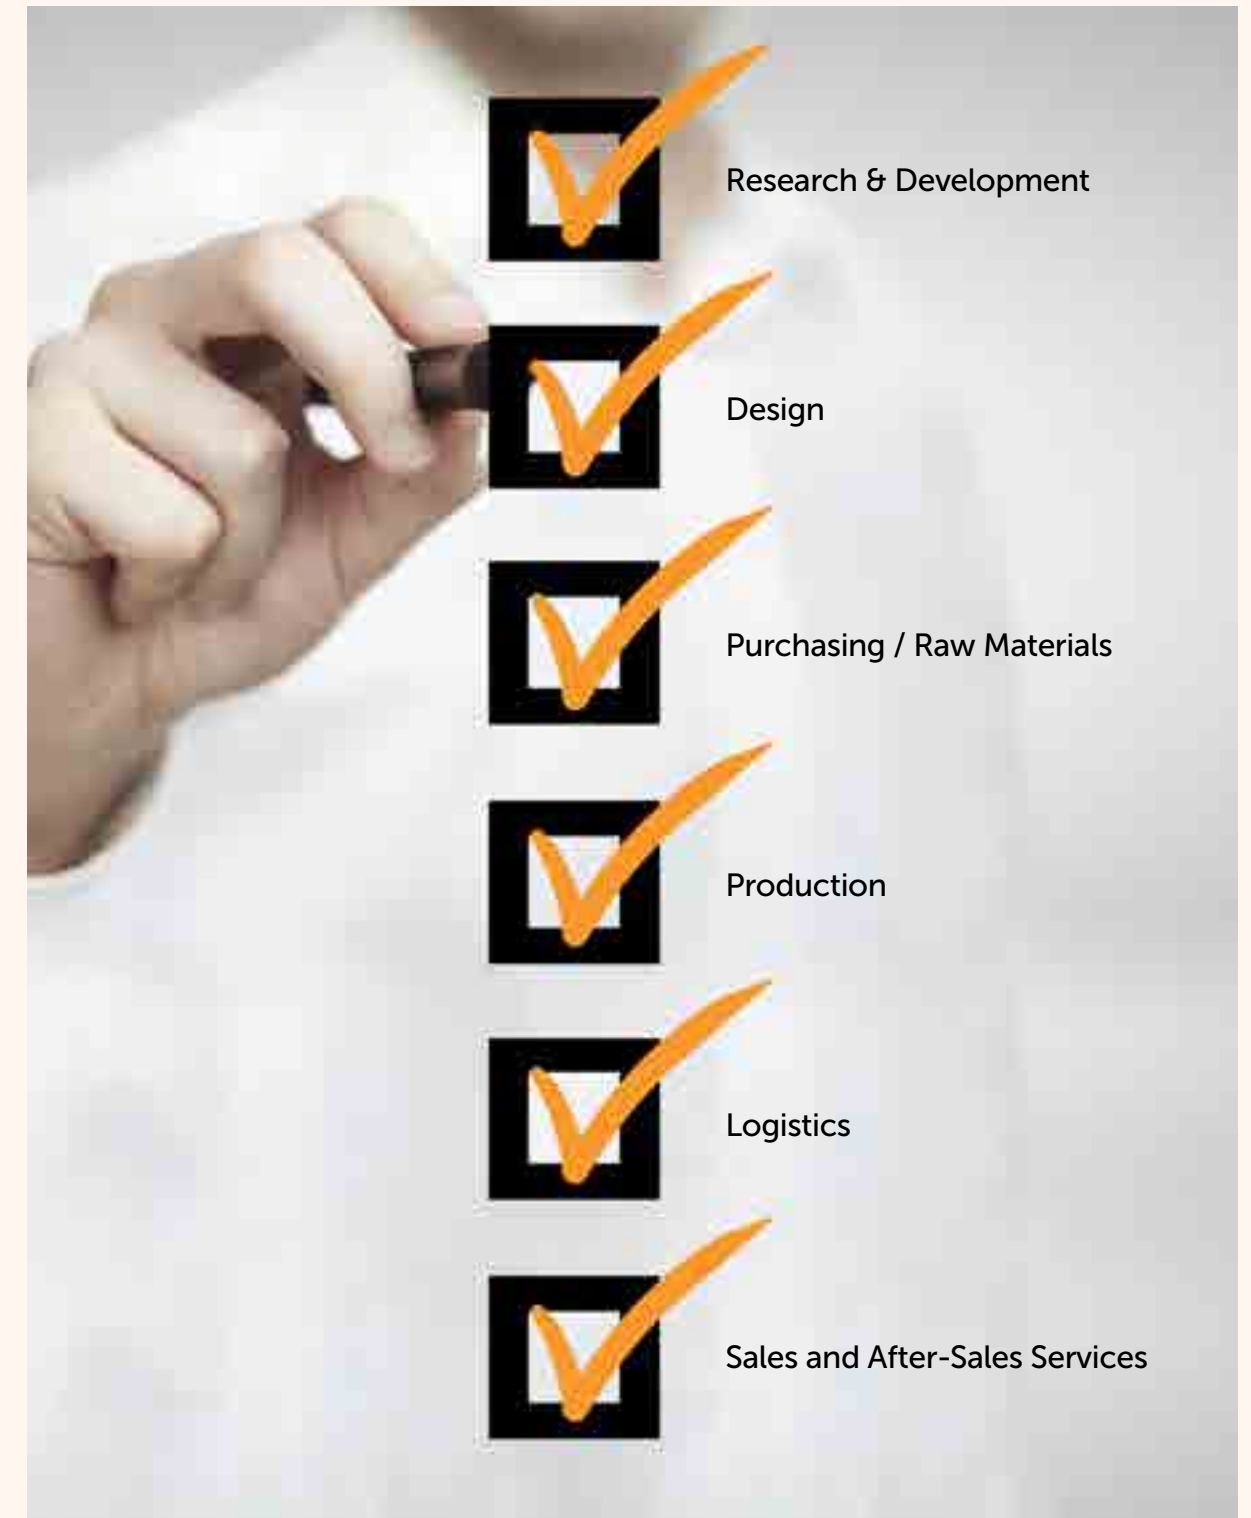 Research & Development
Design
Purchasing / Raw Materials
Production
Logistics
Sales and After-Sales Services